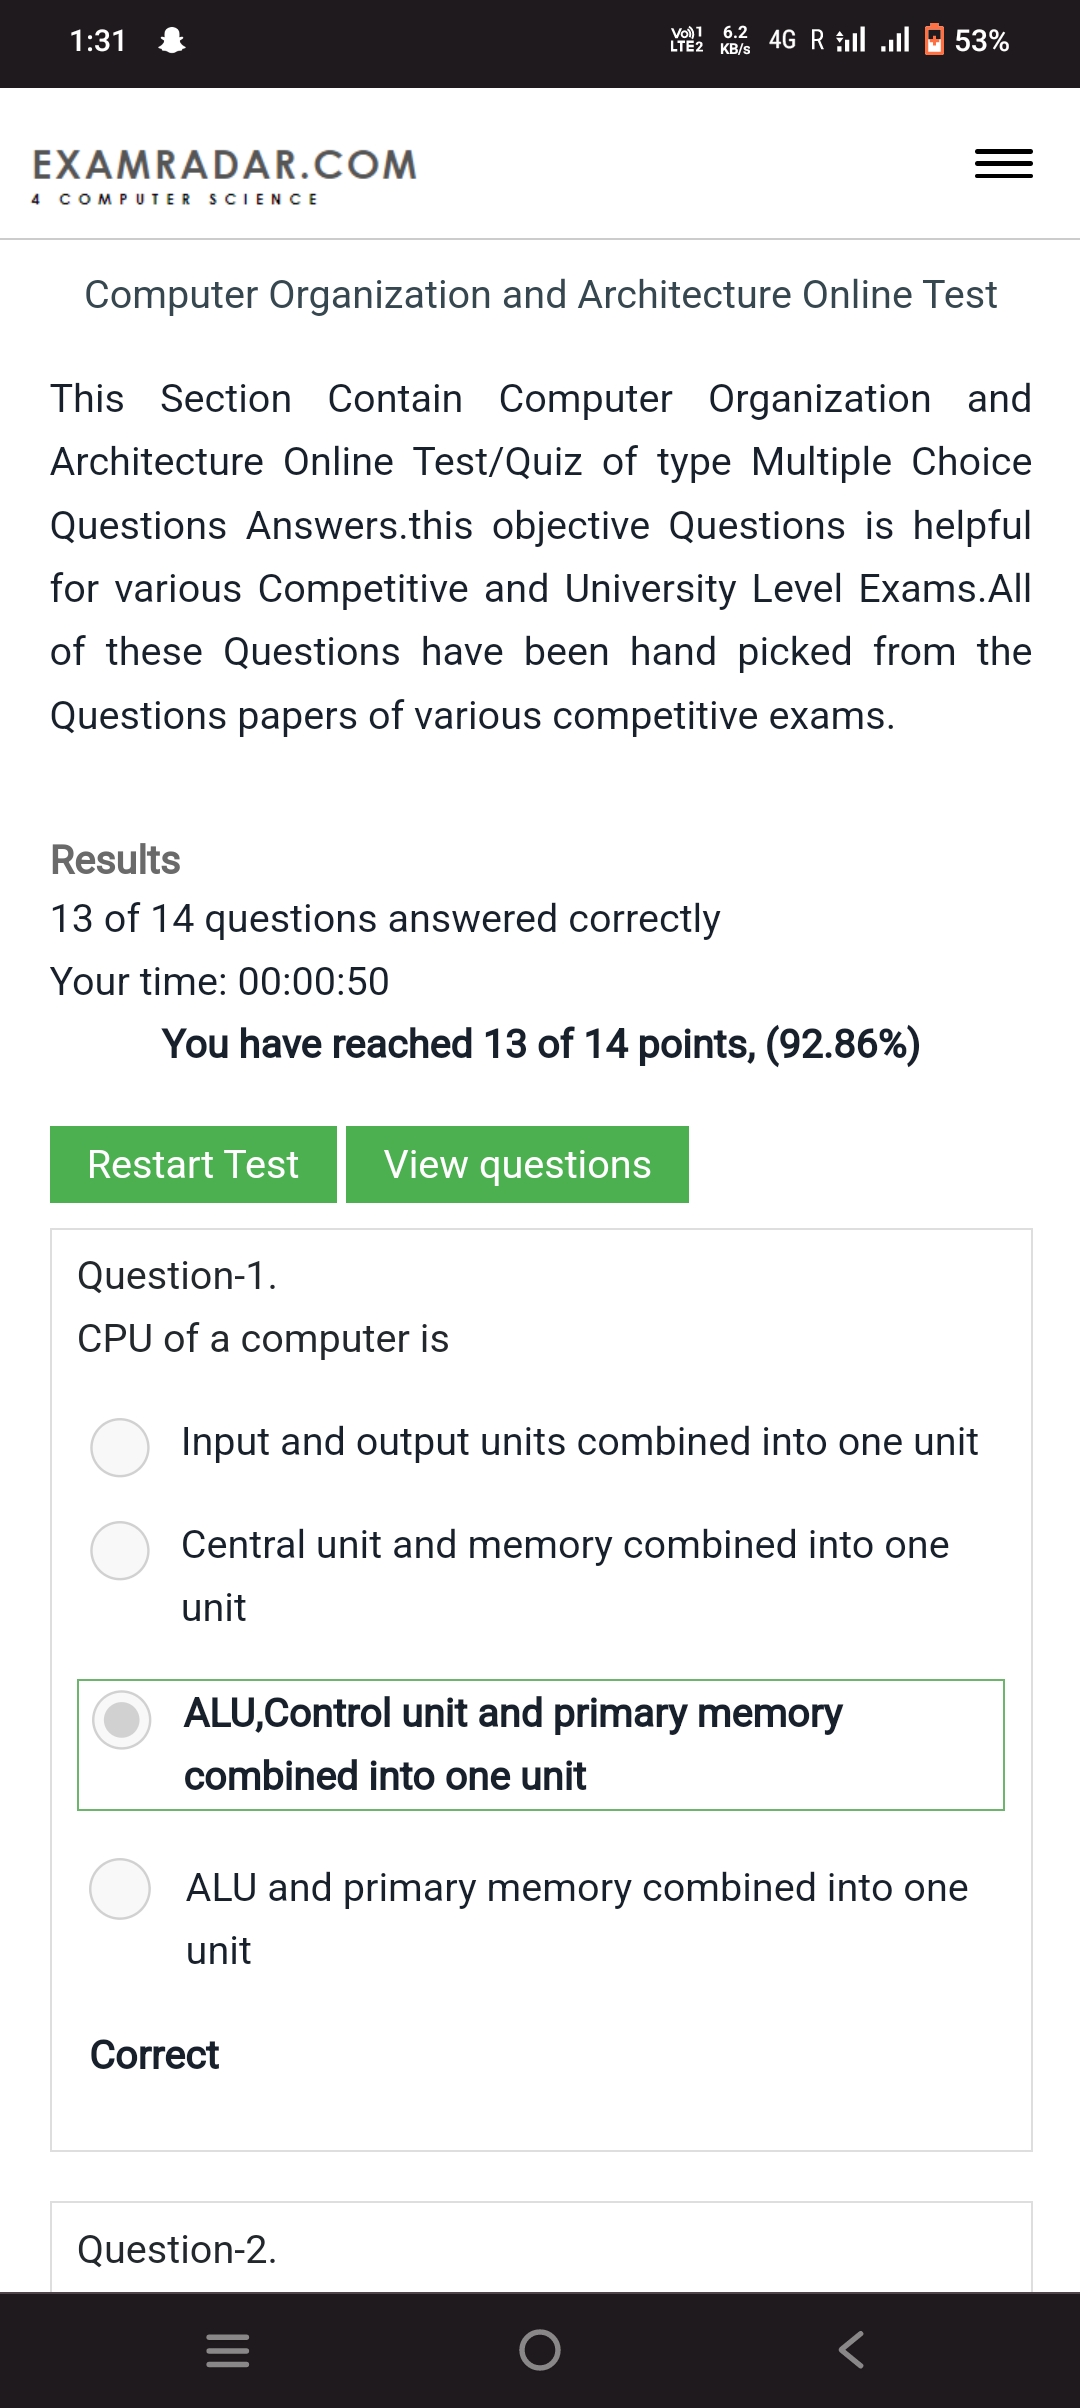 1:31 Vo))1 LTE2 6.2 KB/s 4G R 53%
EXAMRADAR.COM
4 COMPUTER SCIENCE
Computer Organization and Architecture Online Test
This Section Contain Computer Organization and
Architecture Online Test/Quiz of type Multiple Choice
Questions Answers.this objective Questions is helpful
for various Competitive and University Level Exams.All
of these Questions have been hand picked from the
Questions papers of various competitive exams.
Results
13 of 14 questions answered correctly
Your time: 00:00:50
You have reached 13 of 14 points, (92.86%)
Restart Test View questions
Question-1.
CPU of a computer is
Input and output units combined into one unit
Central unit and memory combined into one
unit
ALU,Control unit and primary memory
combined into one unit
ALU and primary memory combined into one
unit
Correct
Question-2.